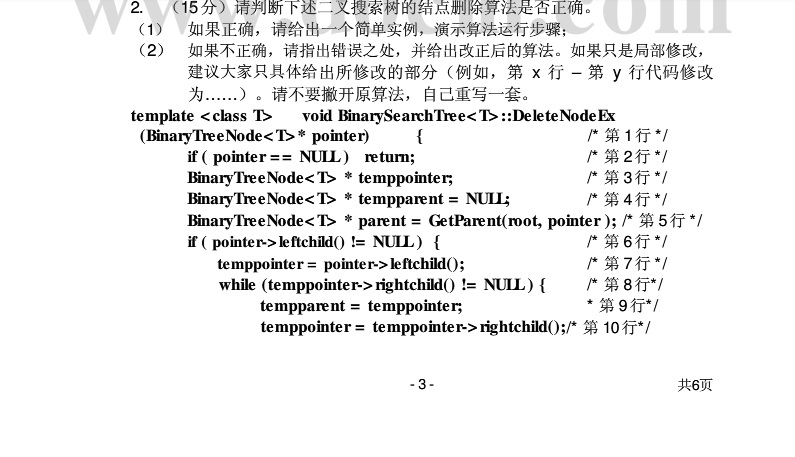 2. （15分）请判断下述二叉搜索树的结点删除算法是否正确。
（1） 如果正确，请给出一个简单实例，演示算法运行步骤；
（2） 如果不正确，请指出错误之处，并给出改正后的算法。如果只是局部修改，
建议大家只具体给出所修改的部分（例如，第 x 行 – 第 y 行代码修改
为……）。请不要撇开原算法，自己重写一套。
template <class T> void BinarySearchTree<T>::DeleteNodeEx
(BinaryTreeNode<T>* pointer) { /* 第 1 行 */
if ( pointer == NULL ) return; /* 第 2 行 */
BinaryTreeNode<T> * temppointer; /* 第 3 行 */
BinaryTreeNode<T> * tempparent = NULL; /* 第 4 行 */
BinaryTreeNode<T> * parent = GetParent(root, pointer ); /* 第 5 行 */
if ( pointer->leftchild() != NULL ) { /* 第 6 行 */
temppointer = pointer->leftchild(); /* 第 7 行 */
while (temppointer->rightchild() != NULL ) { /* 第 8 行*/
tempparent = temppointer; * 第 9 行*/
temppointer = temppointer->rightchild();/* 第 10 行*/
- 3 - 共6页